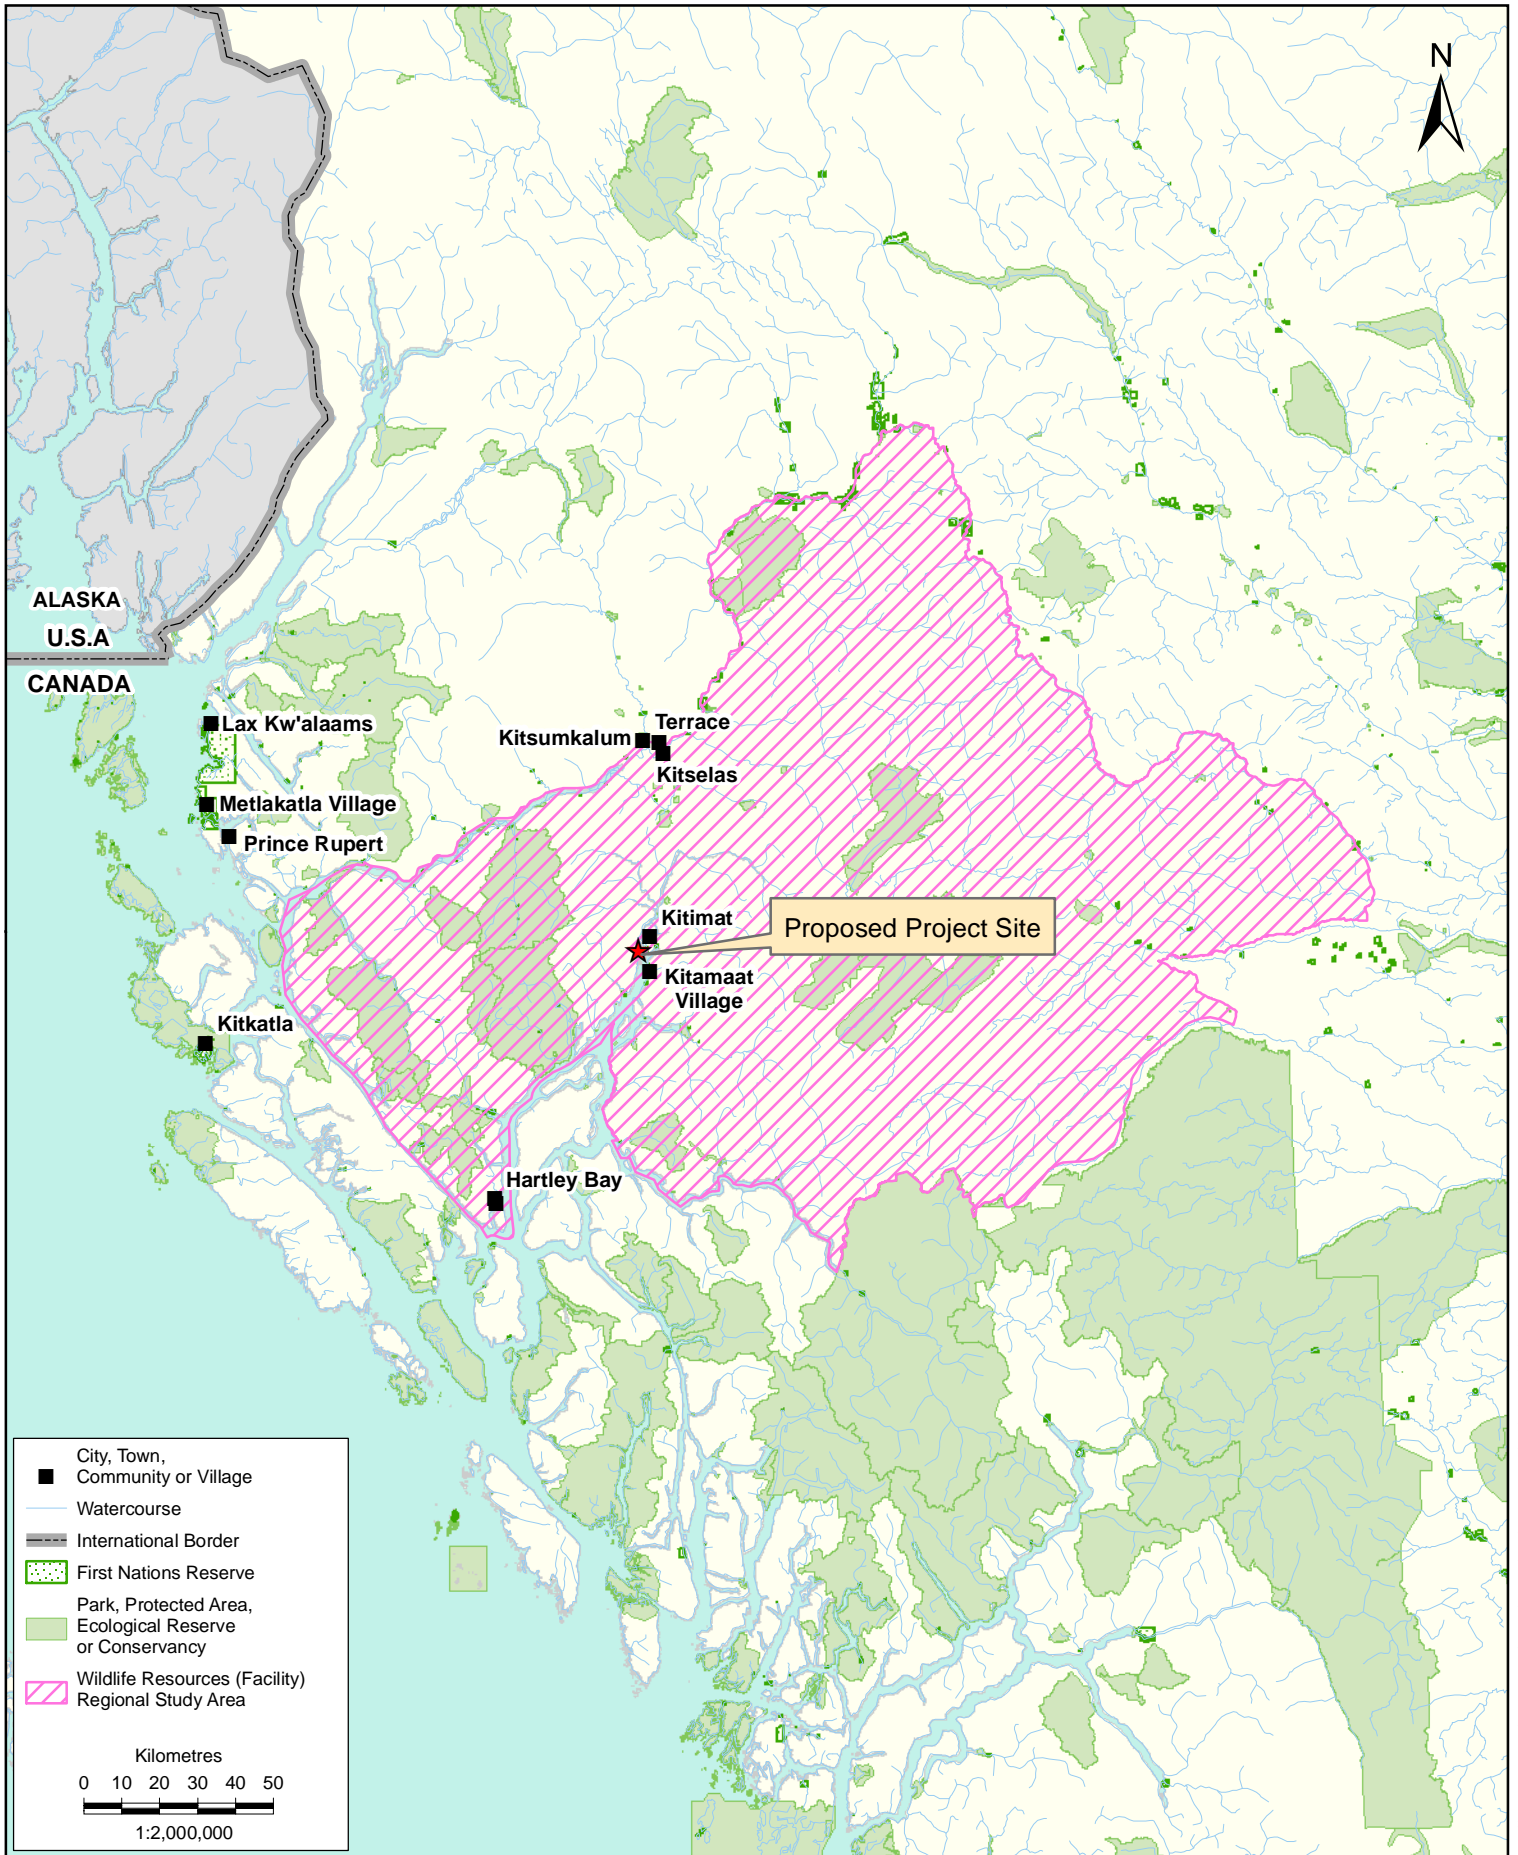 N
ALASKA
U.S.A
CANADA
Lax Kw'alaams
Terrace
Kitsumkalum
Kitselas
Metlakatla Village
Prince Rupert
Kitimat
Proposed Project Site
Kitamaat
Village
Kitkatla
Hartley Bay
City, Town,
Community or Village
Watercourse
International Border
First Nations Reserve
Park, Protected Area,
Ecological Reserve
or Conservancy
Wildlife Resources (Facility)
Regional Study Area
Kilometres
0 10 20 30 40 50
1:2,000,000